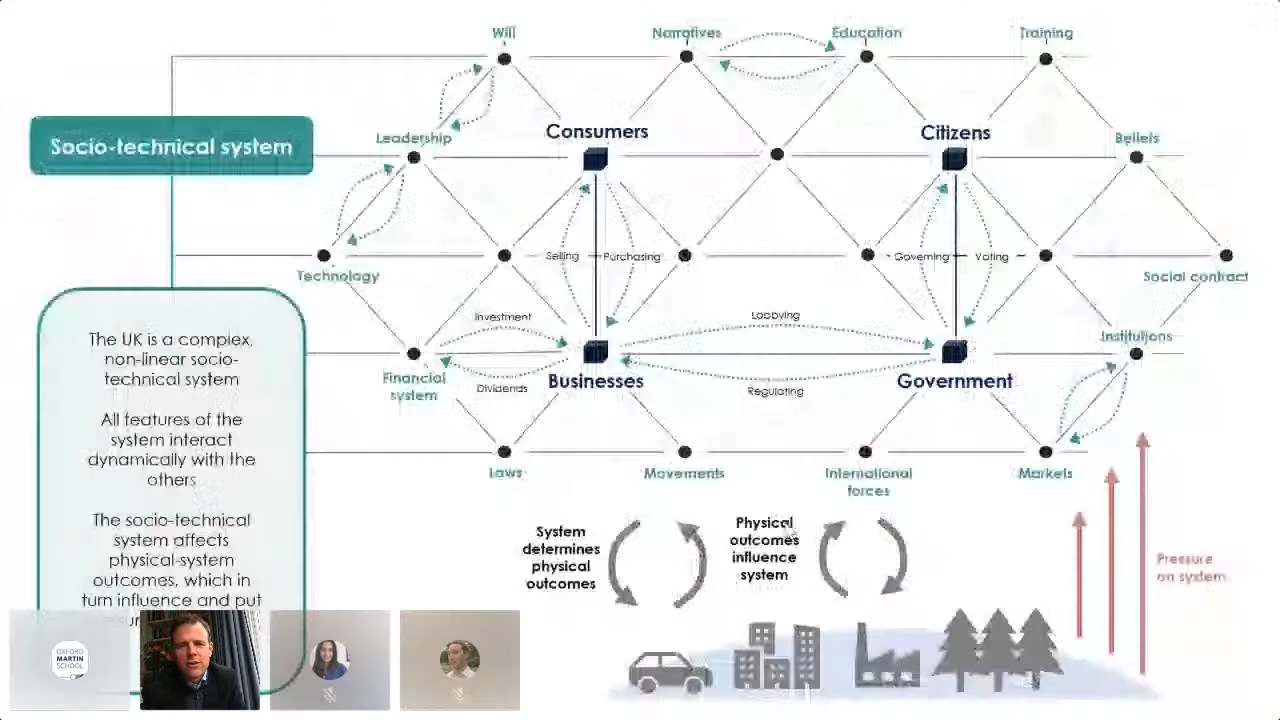 Will
Narratives
Education
Training
Socio-technical system
Leadership
Consumers
Citizens
Beliefs
Selling
Purchasing
Governing
Voting
Technology
Social contract
The UK is a complex,
non-linear socio-
technical system
All features of the
system interact
dynamically with the
others
The socio-technical
system affects
physical-system
outcomes, which in
turn influence and put
Investment
Lobbying
Institutions
Financial
system
Dividends
Businesses
Regulating
Government
Laws
Movements
International
forces
Markets
System
determines
physical
outcomes
Physical
outcomes
influence
system
Pressure
on system
OXFORD
MARTIN
SCHOOL